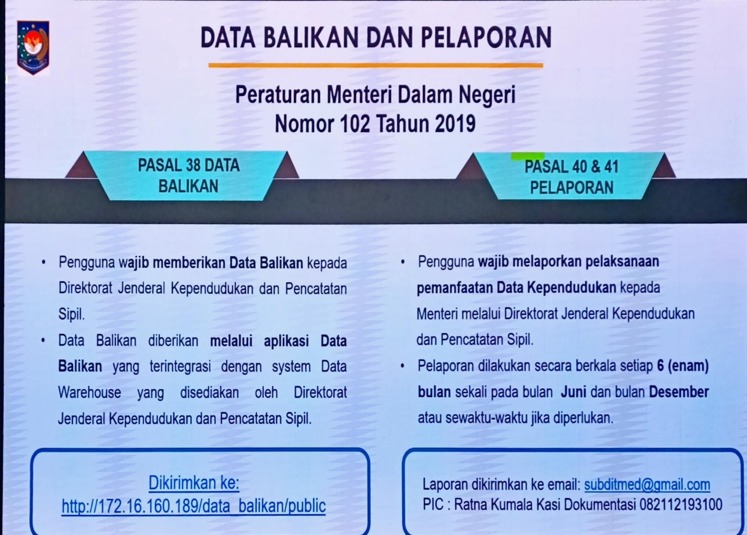 DATA BALIKAN DAN PELAPORAN
Peraturan Menteri Dalam Negeri
Nomor 102 Tahun 2019
PASAL 38 DATA
BALIKAN
• Pengguna wajib memberikan Data Balikan kepada
Direktorat Jenderal Kependudukan dan Pencatatan
Sipil.
• Data Balikan diberikan melalui aplikasi Data
Balikan yang terintegrasi dengan system Data
Warehouse yang disediakan oleh Direktorat
Jenderal Kependudukan dan Pencatatan Sipil.
Dikirimkan ke:
http://172.16.160.189/data_balikan/public
PASAL 40 & 41
PELAPORAN
• Pengguna wajib melaporkan pelaksanaan
pemanfaatan Data Kependudukan kepada
Menteri melalui Direktorat Jenderal Kependudukan
dan Pencatatan Sipil.
• Pelaporan dilakukan secara berkala setiap 6 (enam)
bulan sekali pada bulan Juni dan bulan Desember
atau sewaktu-waktu jika diperlukan.
Laporan dikirimkan ke email: subditmed@gmail.com
PIC : Ratna Kumala Kasi Dokumentasi 082112193100